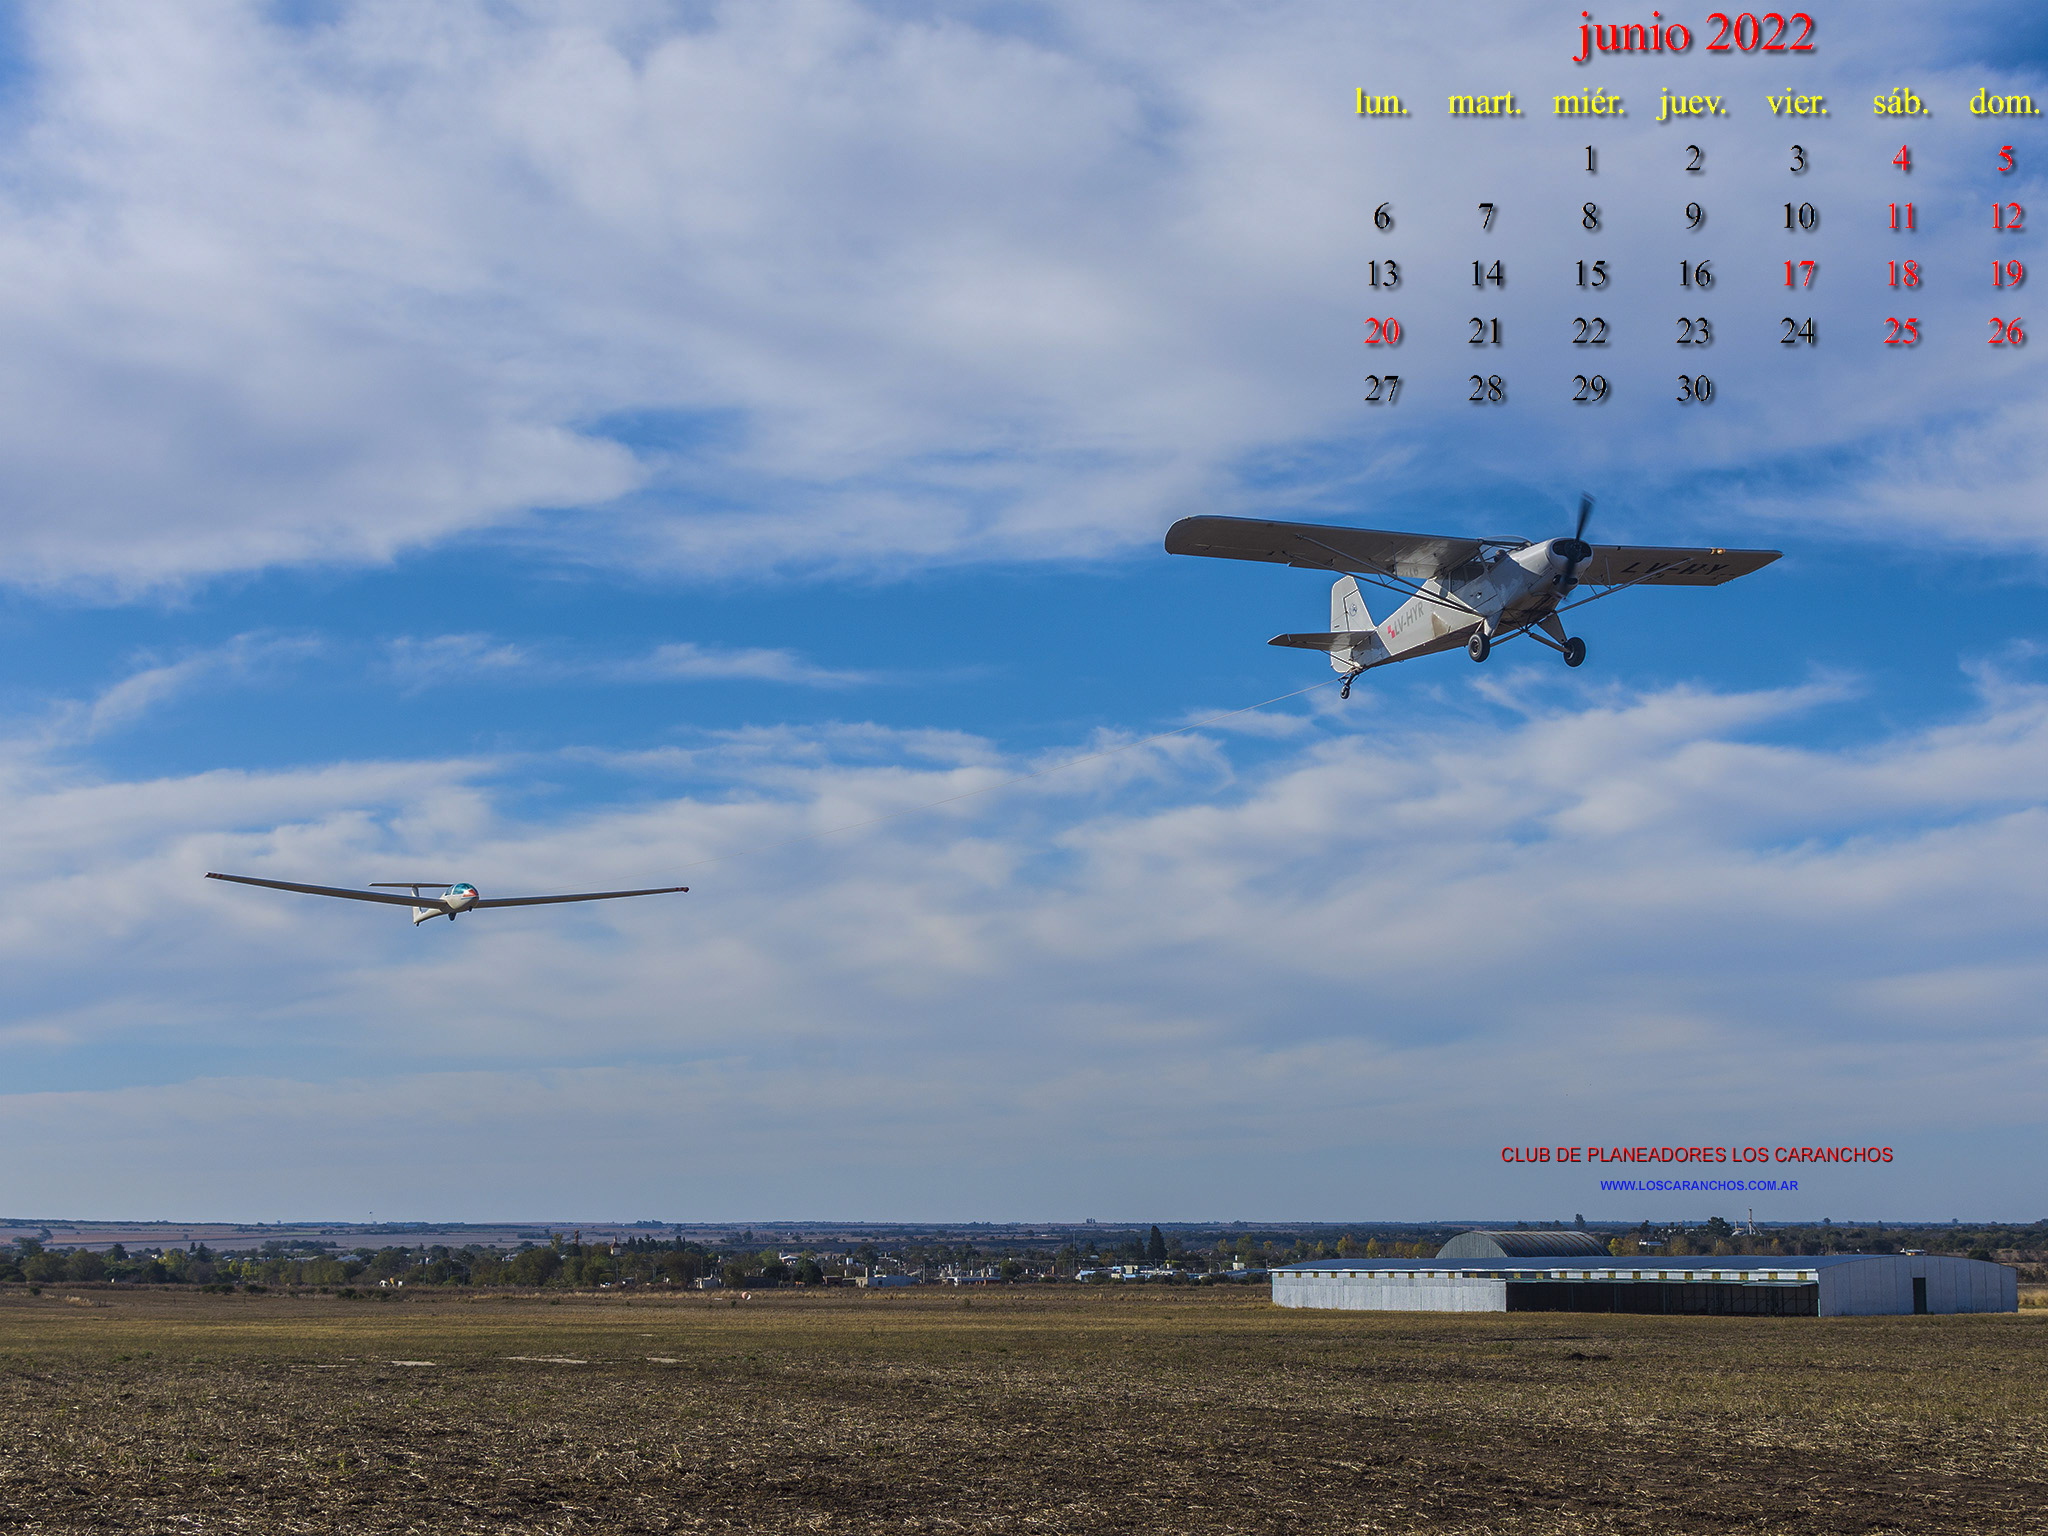 junio 2022
lun. mart. miér. juev. vier. sáb. dom.
1 2 3 4 5
6 7 8 9 10 11 12
13 14 15 16 17 18 19
20 21 22 23 24 25 26
27 28 29 30
LV-HYR
CLUB DE PLANEADORES LOS CARANCHOS
WWW.LOSCARANCHOS.COM.AR